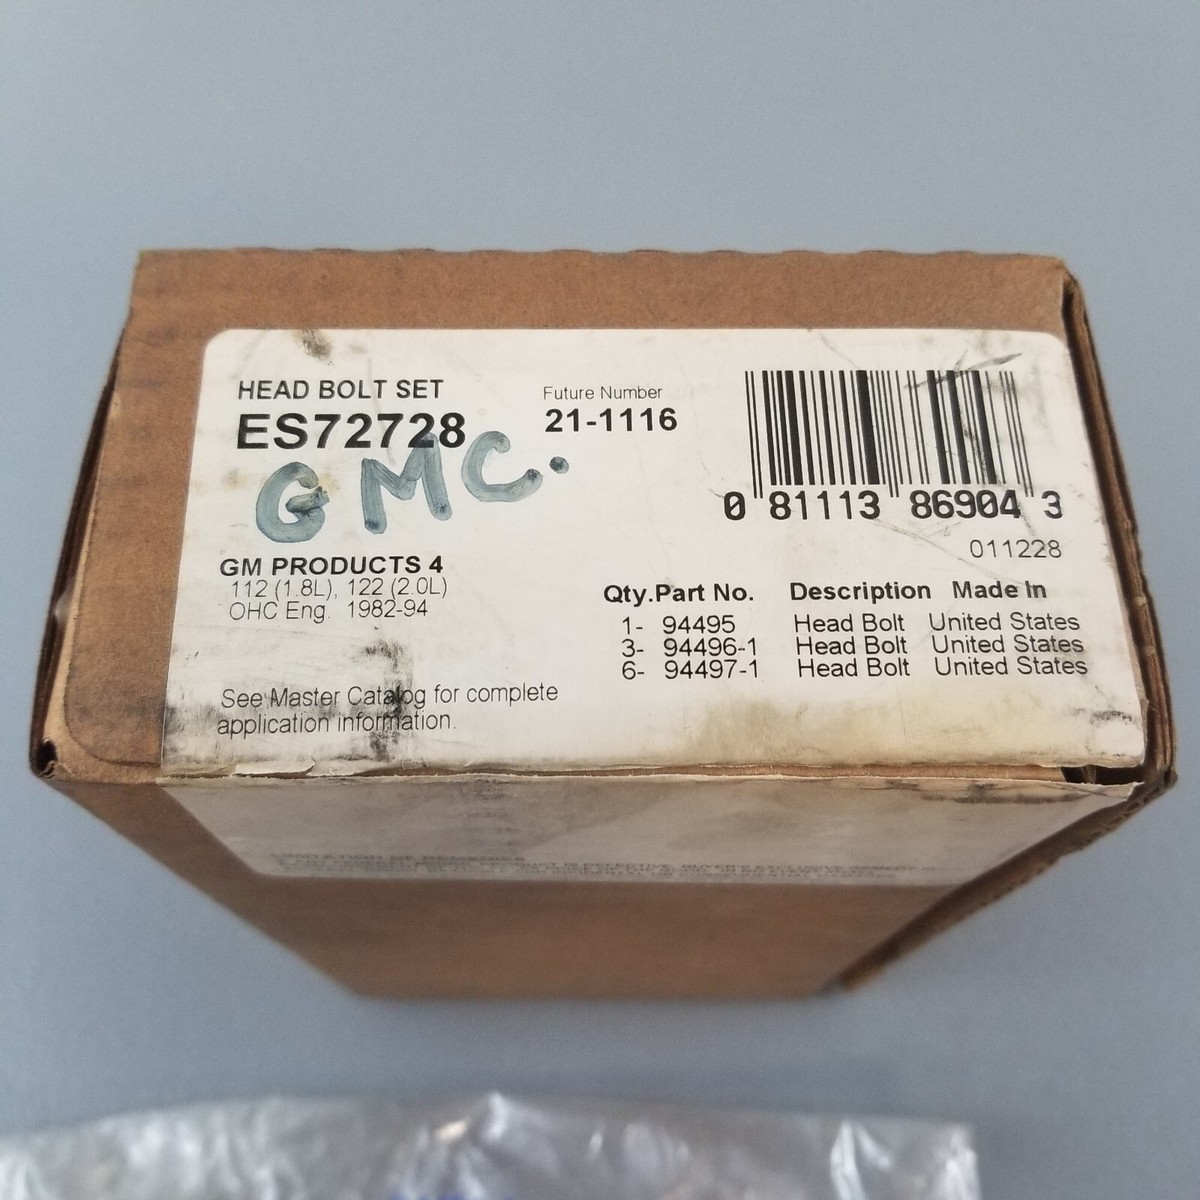 HEAD BOLT SET
ES72728
Future Number
21-1116
GMC.
0 81113 86904 3
011228
GM PRODUCTS 4
112 (1.8L), 122 (2.0L)
OHC Eng. 1982-94
Qty. Part No. Description Made In
1- 94495 Head Bolt United States
3- 94496-1 Head Bolt United States
6- 94497-1 Head Bolt United States
See Master Catalog for complete
application information.